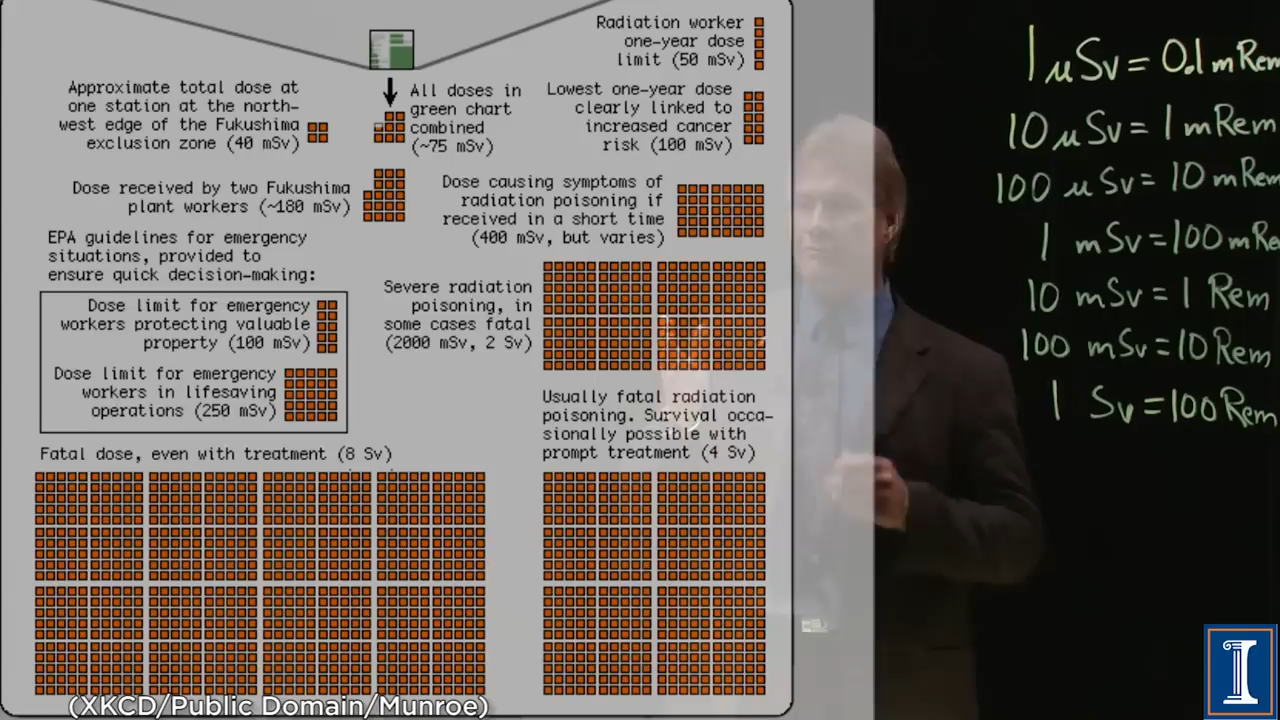 Radiation worker
one-year dose
limit (50 mSv)
Approximate total dose at
one station at the north-
west edge of the Fukushima
exclusion zone (40 mSv)
All doses in
green chart
combined
(~75 mSv)
Lowest one-year dose
clearly linked to
increased cancer
risk (100 mSv)
Dose received by two Fukushima
plant workers (~180 mSv)
Dose causing symptoms of
radiation poisoning if
received in a short time
(400 mSv, but varies)
EPA guidelines for emergency
situations, provided to
ensure quick decision-making:
Dose limit for emergency
workers protecting valuable
property (100 mSv)
Dose limit for emergency
workers in lifesaving
operations (250 mSv)
Severe radiation
poisoning, in
some cases fatal
(2000 mSv, 2 Sv)
Usually fatal radiation
poisoning. Survival occa-
sionally possible with
prompt treatment (4 Sv)
Fatal dose, even with treatment (8 Sv)
(XKCD/Public Domain/Munroe)
1 µSv = 0.1 mRem
10 µSv = 1 mRem
100 µSv = 10 mRem
1 mSv = 100 mRe
10 mSv = 1 Rem
100 mSv = 10 Rem
1 Sv = 100 Rem
I